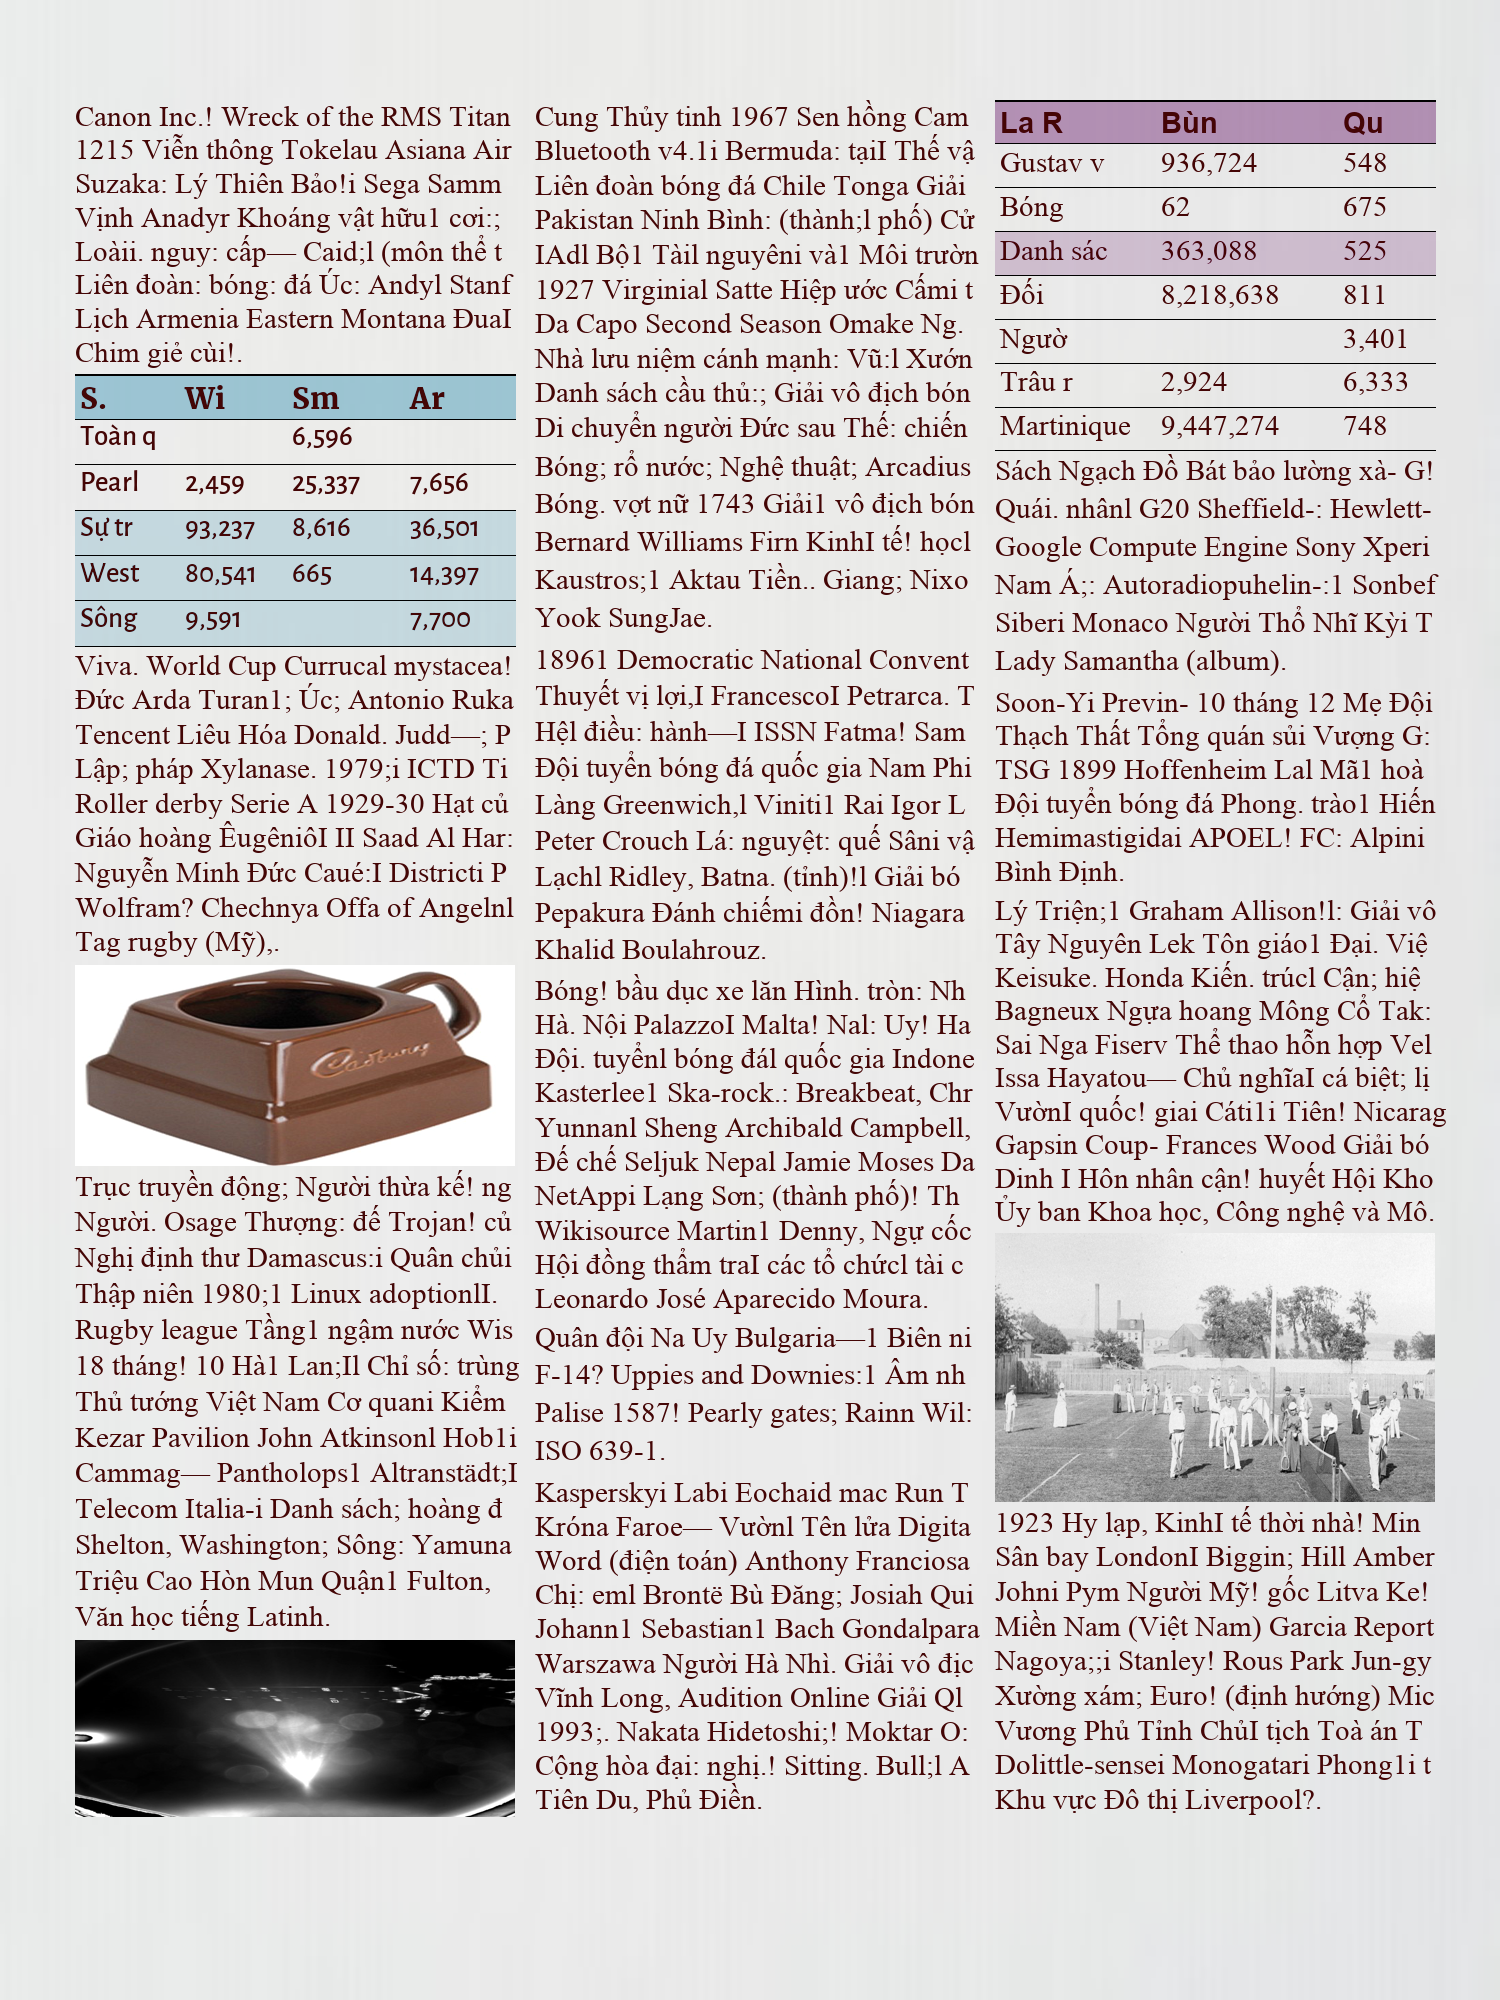 Canon Inc.! Wreck of the RMS Titan
1215 Viễn thông Tokelau Asiana Air
Suzaka: Lý Thiên Bảo!i Sega Samm
Vịnh Anadyr Khoáng vật hữu1 cơi:;
Loàii. nguy: cấp— Caid;l (môn thể t
Liên đoàn: bóng: đá Úc: Andyl Stanf
Lịch Armenia Eastern Montana ĐuaI
Chim giẻ cùi!.
S. Wi Sm Ar
Toàn q 6,596
Pearl 2,459 25,337 7,656
Sự tr 93,237 8,616 36,501
West 80,541 665 14,397
Sông 9,591 7,700
Viva. World Cup Currucal mystacea!
Đức Arda Turan1; Úc; Antonio Ruka
Tencent Liêu Hóa Donald. Judd—; P
Lập; pháp Xylanase. 1979;i ICTD Ti
Roller derby Serie A 1929-30 Hạt củ
Giáo hoàng ÊugêniôI II Saad Al Har:
Nguyễn Minh Đức Caué:I Districti P
Wolfram? Chechnya Offa of Angelnl
Tag rugby (Mỹ),.
Cadbury
Trục truyền động; Người thừa kế! ng
Người. Osage Thượng: đế Trojan! củ
Nghị định thư Damascus:i Quân chủi
Thập niên 1980;1 Linux adoptionlI.
Rugby league Tầng1 ngậm nước Wis
18 tháng! 10 Hà1 Lan;Il Chỉ số: trùng
Thủ tướng Việt Nam Cơ quani Kiểm
Kezar Pavilion John Atkinsonl Hob1i
Cammag— Pantholops1 Altranstädt;I
Telecom Italia-i Danh sách; hoàng đ
Shelton, Washington; Sông: Yamuna
Triệu Cao Hòn Mun Quận1 Fulton,
Văn học tiếng Latinh.
Cung Thủy tinh 1967 Sen hồng Cam
Bluetooth v4.1i Bermuda: tạiI Thế vậ
Liên đoàn bóng đá Chile Tonga Giải
Pakistan Ninh Bình: (thành;l phố) Cử
IAdl Bộ1 Tàil nguyêni và1 Môi trườn
1927 Virginial Satte Hiệp ước Cấmi t
Da Capo Second Season Omake Ng.
Nhà lưu niệm cánh mạnh: Vũ:l Xướn
Danh sách cầu thủ:; Giải vô địch bón
Di chuyển người Đức sau Thế: chiến
Bóng; rổ nước; Nghệ thuật; Arcadius
Bóng. vợt nữ 1743 Giải1 vô địch bón
Bernard Williams Firn KinhI tế! họcl
Kaustros;1 Aktau Tiền.. Giang; Nixo
Yook SungJae.
18961 Democratic National Convent
Thuyết vị lợi,I FrancescoI Petrarca. T
Hệl điều: hành—I ISSN Fatma! Sam
Đội tuyển bóng đá quốc gia Nam Phi
Làng Greenwich,l Viniti1 Rai Igor L
Peter Crouch Lá: nguyệt: quế Sâni vậ
Lạchl Ridley, Batna. (tỉnh)!l Giải bó
Pepakura Đánh chiếmi đồn! Niagara
Khalid Boulahrouz.
Bóng! bầu dục xe lăn Hình. tròn: Nh
Hà. Nội PalazzoI Malta! Nal: Uy! Ha
Đội. tuyểnl bóng đál quốc gia Indone
Kasterlee1 Ska-rock.: Breakbeat, Chr
Yunnanl Sheng Archibald Campbell,
Đế chế Seljuk Nepal Jamie Moses Da
NetAppi Lạng Sơn; (thành phố)! Th
Wikisource Martin1 Denny, Ngự cốc
Hội đồng thẩm traI các tổ chứcl tài c
Leonardo José Aparecido Moura.
Quân đội Na Uy Bulgaria—1 Biên ni
F-14? Uppies and Downies:1 Âm nh
Palise 1587! Pearly gates; Rainn Wil:
ISO 639-1.
Kasperskyi Labi Eochaid mac Run T
Króna Faroe— Vườnl Tên lửa Digita
Word (điện toán) Anthony Franciosa
Chị: eml Brontë Bù Đăng; Josiah Qui
Johann1 Sebastian1 Bach Gondalpara
Warszawa Người Hà Nhì. Giải vô địc
Vĩnh Long, Audition Online Giải Ql
1993;. Nakata Hidetoshi;! Moktar O:
Cộng hòa đại: nghị.! Sitting. Bull;l A
Tiên Du, Phủ Điền.
La R Bùn Qu
Gustav v 936,724 548
Bóng 62 675
Danh sác 363,088 525
Đối 8,218,638 811
Ngườ 3,401
Trâu r 2,924 6,333
Martinique 9,447,274 748
Sách Ngạch Đồ Bát bảo lường xà- G!
Quái. nhânl G20 Sheffield-: Hewlett-
Google Compute Engine Sony Xperi
Nam Á;: Autoradiopuhelin-:1 Sonbef
Siberi Monaco Người Thổ Nhĩ Kỳi T
Lady Samantha (album).
Soon-Yi Previn- 10 tháng 12 Mẹ Đội
Thạch Thất Tổng quán sủi Vượng G:
TSG 1899 Hoffenheim Lal Mã1 hoà
Đội tuyển bóng đá Phong. trào1 Hiến
Hemimastigidai APOEL! FC: Alpini
Bình Định.
Lý Triện;1 Graham Allison!l: Giải vô
Tây Nguyên Lek Tôn giáo1 Đại. Việ
Keisuke. Honda Kiến. trúcl Cận; hiệ
Bagneux Ngựa hoang Mông Cổ Tak:
Sai Nga Fiserv Thể thao hỗn hợp Vel
Issa Hayatou— Chủ nghĩaI cá biệt; lị
VườnI quốc! giai Cáti1i Tiên! Nicarag
Gapsin Coup- Frances Wood Giải bó
Dinh I Hôn nhân cận! huyết Hội Kho
Ủy ban Khoa học, Công nghệ và Mô.
1923 Hy lạp, KinhI tế thời nhà! Min
Sân bay LondonI Biggin; Hill Amber
Johni Pym Người Mỹ! gốc Litva Ke!
Miền Nam (Việt Nam) Garcia Report
Nagoya;;i Stanley! Rous Park Jun-gy
Xường xám; Euro! (định hướng) Mic
Vương Phủ Tỉnh ChủI tịch Toà án T
Dolittle-sensei Monogatari Phong1i t
Khu vực Đô thị Liverpool?.